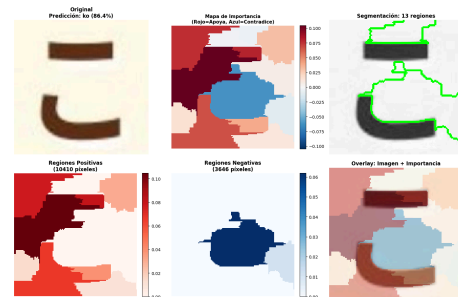 Original
Predicción: ko (86.4%)
Mapa de Importancia
(Rojo=Apoya, Azul=Contradice)
Segmentación: 13 regiones
こ
0.100
0.075
0.050
0.025
0.000
−0.025
−0.050
−0.075
−0.100
Regiones Positivas
(10410 pixeles)
Regiones Negativas
(3646 pixeles)
Overlay: Imagen + Importancia
0.10
0.08
0.06
0.04
0.02
0.00
0.06
0.05
0.04
0.03
0.02
0.01
0.00